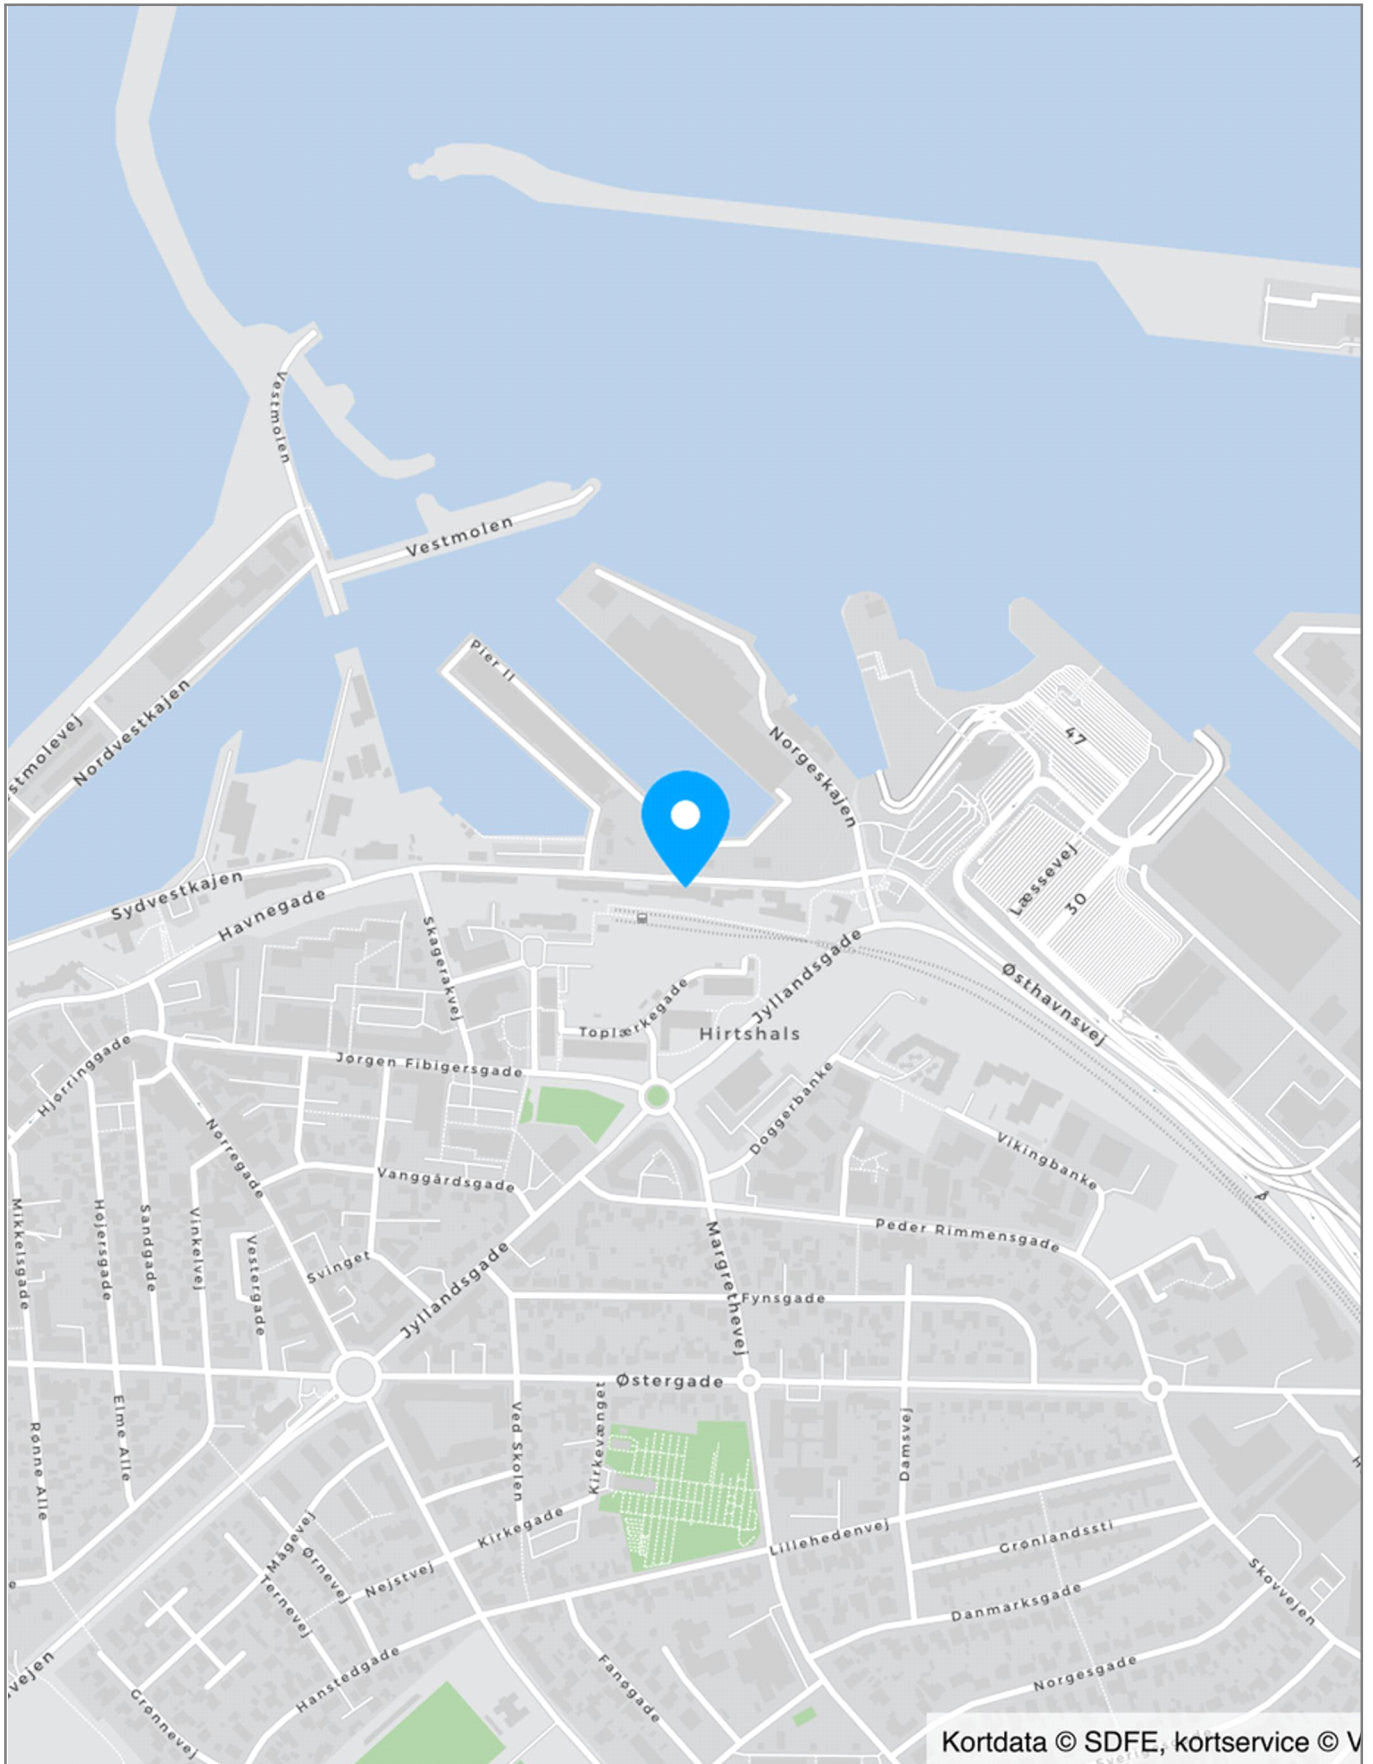 Vestmolen
Vestmolen
Pier II
stmolevej
Nordvestkajen
Norgeskajen
47
Læssevej
30
Sydvestkajen
Havnegade
Skagerakvej
Jyllandsgade
Østhavnsvej
Toplærkegade
Hirtshals
Hjørringgade
Jørgen Fibigersgade
Doggerbanke
Nørregade
Vikingbanke
Vanggårdsgade
Mikkelsgade
Højersgade
Sandgade
Vinkelvej
Vestergade
Svinget
Jyllandsgade
Margrethevej
Peder Rimmensgade
Fynsgade
Østergade
Rønne Alle
Elme Alle
Ved Skolen
Kirkevænget
Damsvej
Kirkegade
Lillehedenvej
Grønlandssti
Mågevej
Ørnevej
Ternevej
Nejstvej
Skovvejen
Danmarksgade
Hanstedgade
Fanøgade
Norgesgade
vejen
Grønnevej
Kortdata © SDFE, kortservice © V